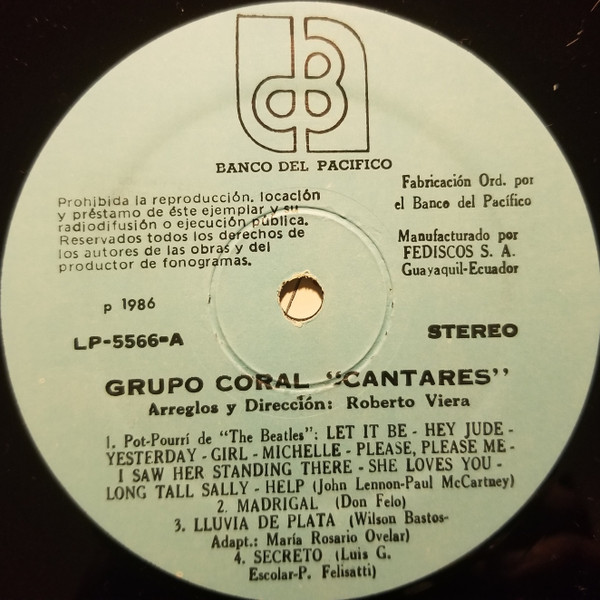 BANCO DEL PACIFICO
Prohibida la reproducción, locación
y préstamo de éste ejemplar y su
radiodifusión o ejecución pública.
Reservados todos los derechos de
los autores de las obras y del
productor de fonogramas.
Fabricación Ord. por
el Banco del Pacífico
Manufacturado por
FEDISCOS S. A.
Guayaquil-Ecuador
p 1986
LP-5566-A
STEREO
GRUPO CORAL "CANTARES"
Arreglos y Dirección: Roberto Viera
1. Pot-Pourrí de "The Beatles": LET IT BE - HEY JUDE -
YESTERDAY - GIRL - MICHELLE - PLEASE, PLEASE ME -
I SAW HER STANDING THERE - SHE LOVES YOU -
LONG TALL SALLY - HELP (John Lennon-Paul McCartney)
2. MADRIGAL (Don Felo)
3. LLUVIA DE PLATA (Wilson Bastos-
Adapt.: María Rosario Ovelar)
4. SECRETO (Luis G.
Escolar-P. Felisatti)